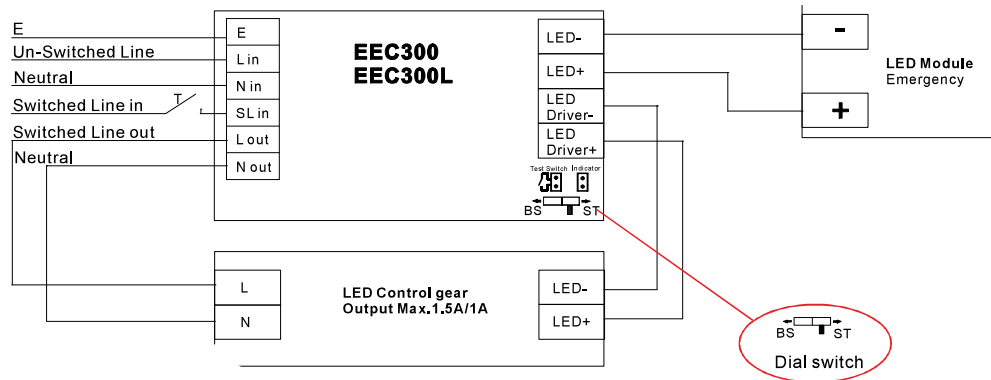 E
Un-Switched Line
Neutral
Switched Line in
T
Switched Line out
Neutral
E
L in
N in
SL in
L out
N out
EEC300
EEC300L
LED-
LED+
LED
Driver-
LED
Driver+
Test Switch Indicator
BS ST
-
+
LED Module
Emergency
L
N
LED Control gear
Output Max.1.5A/1A
LED-
LED+
BS ST
Dial switch